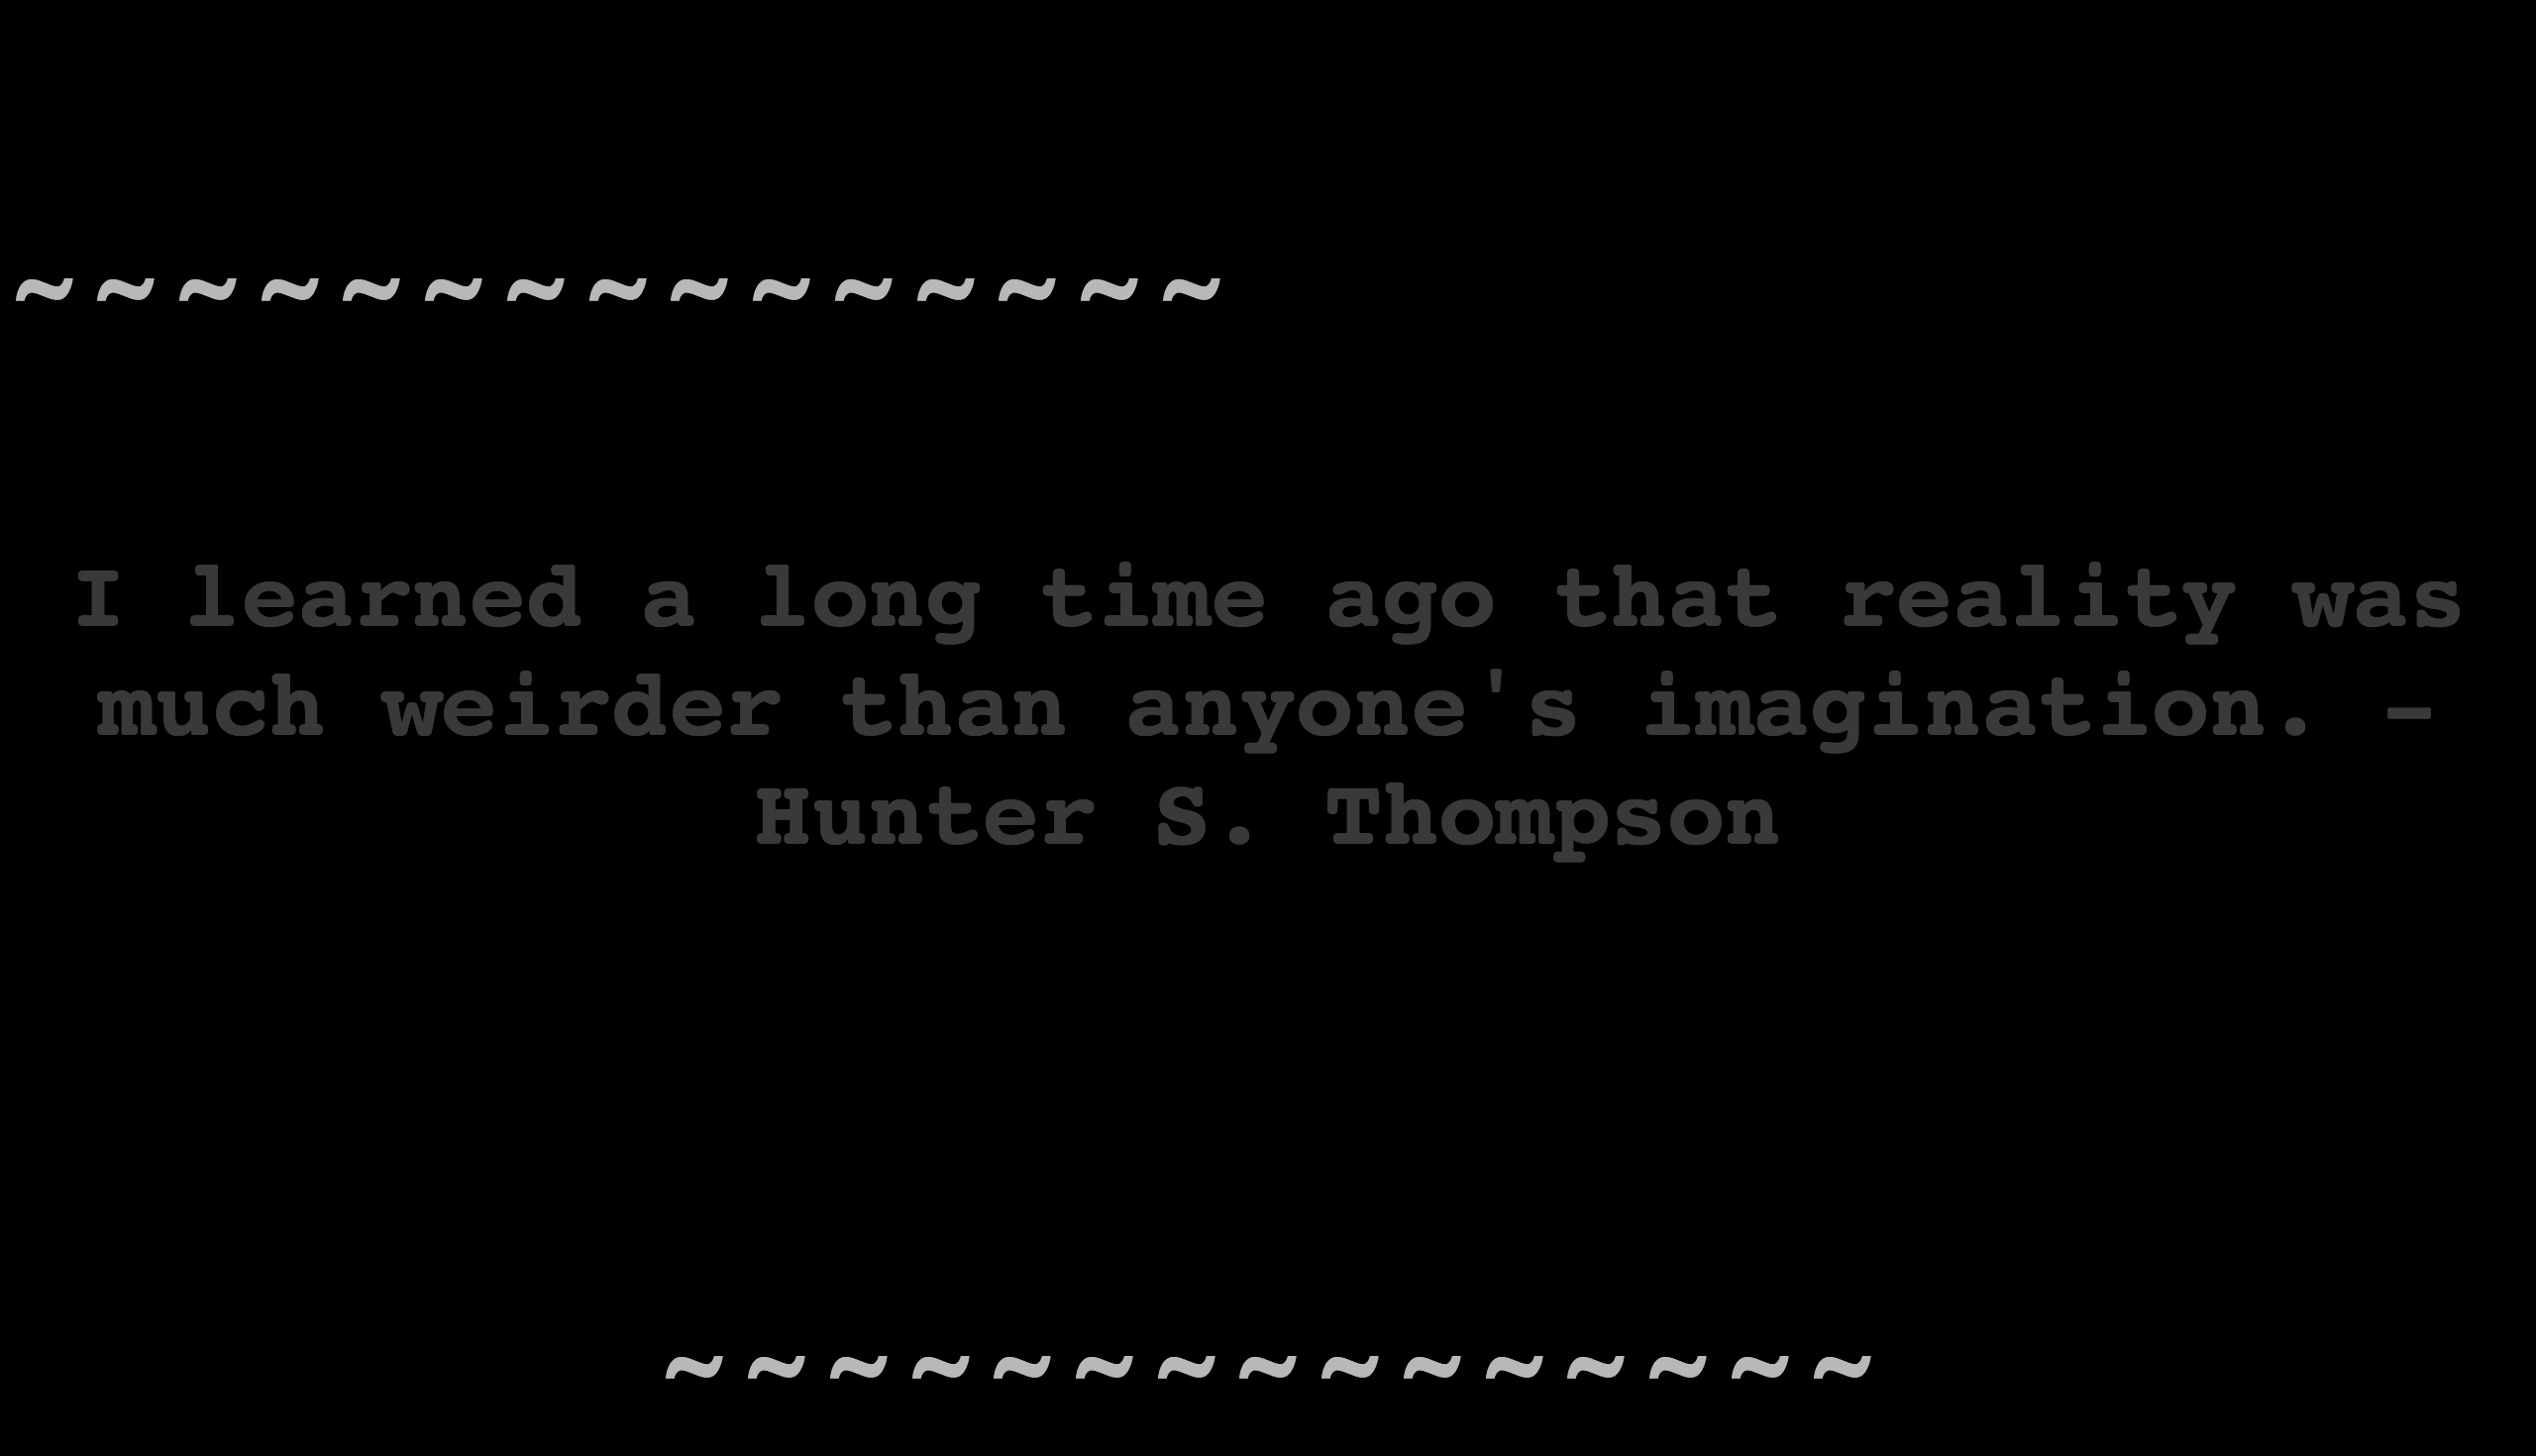 ~~~~~~~~~~~~~~~
I learned a long time ago that reality was
much weirder than anyone's imagination. –
Hunter S. Thompson
~~~~~~~~~~~~~~~